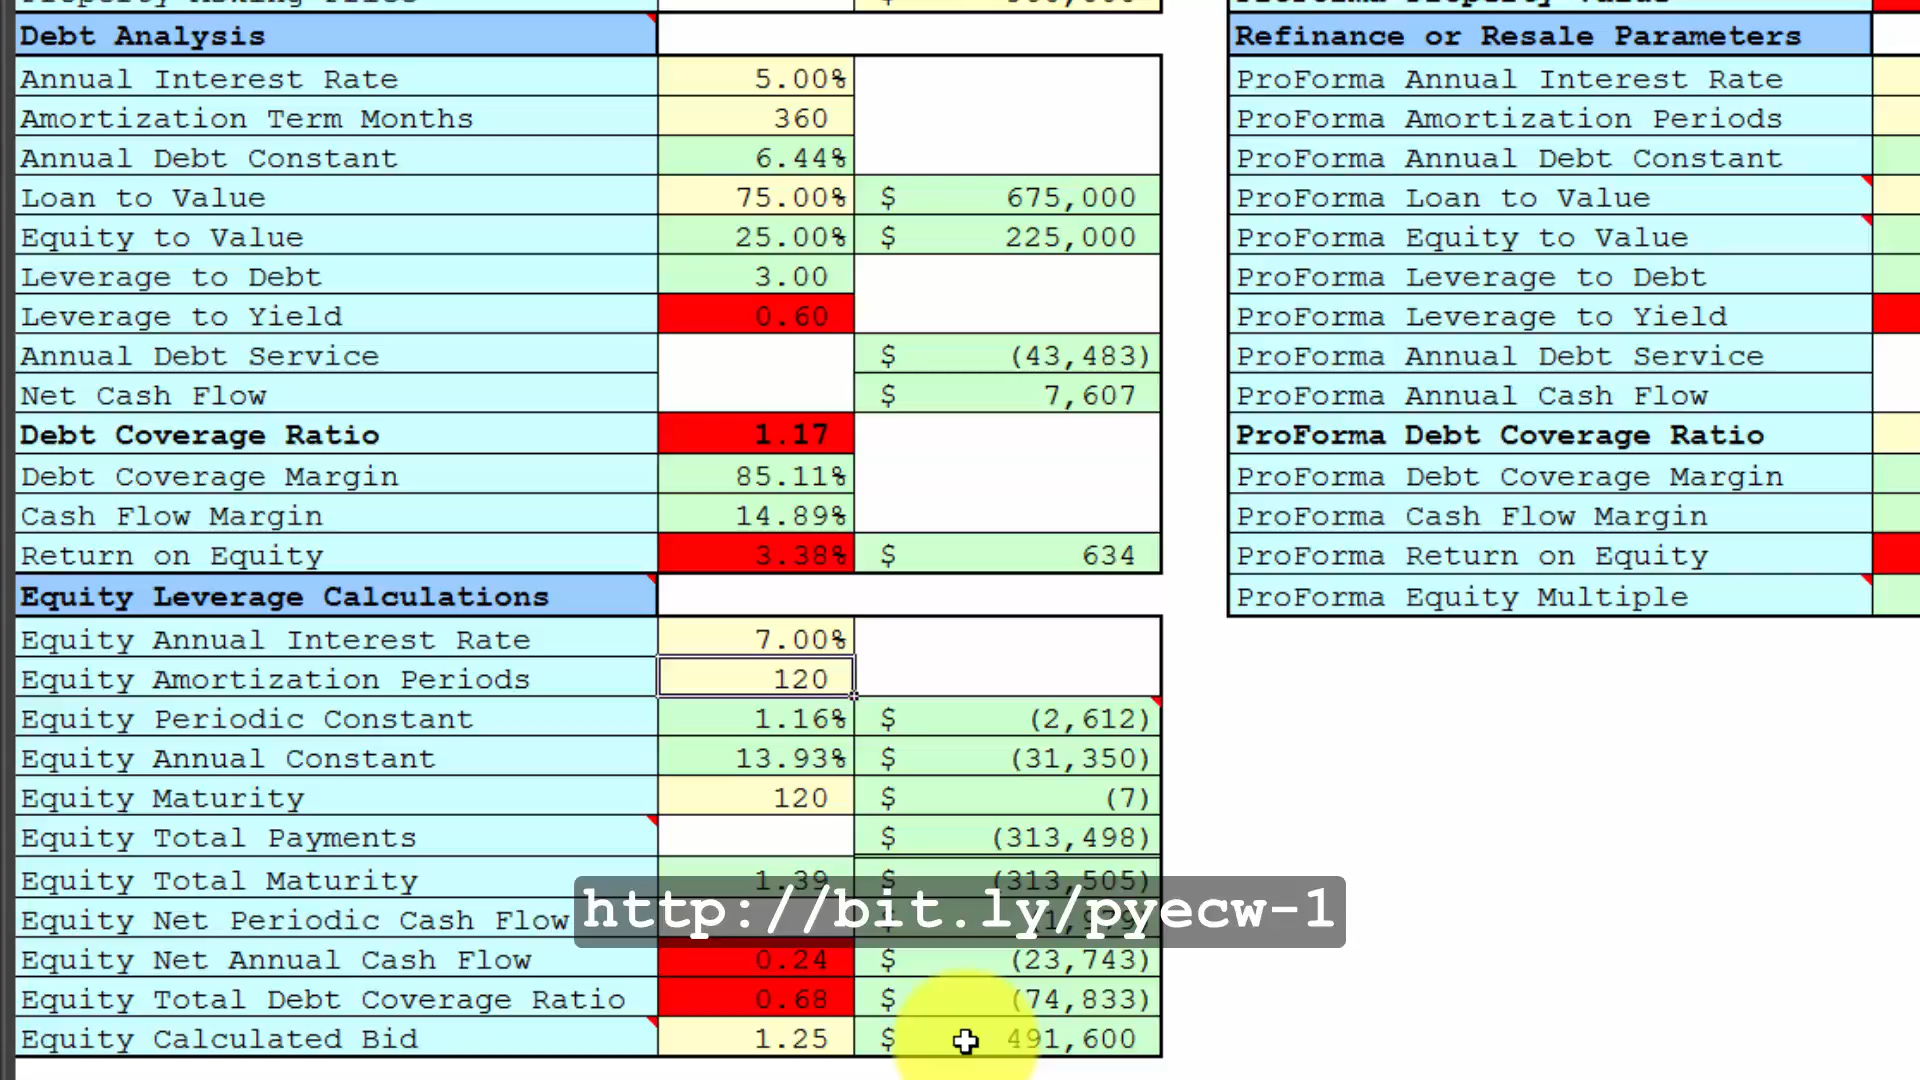 Debt Analysis
Annual Interest Rate 5.00%
Amortization Term Months 360
Annual Debt Constant 6.44%
Loan to Value 75.00% $ 675,000
Equity to Value 25.00% $ 225,000
Leverage to Debt 3.00
Leverage to Yield 0.60
Annual Debt Service $ (43,483)
Net Cash Flow $ 7,607
Debt Coverage Ratio 1.17
Debt Coverage Margin 85.11%
Cash Flow Margin 14.89%
Return on Equity 3.38% $ 634
Equity Leverage Calculations
Equity Annual Interest Rate 7.00%
Equity Amortization Periods 120
Equity Periodic Constant 1.16% $ (2,612)
Equity Annual Constant 13.93% $ (31,350)
Equity Maturity 120 $ (7)
Equity Total Payments $ (313,498)
Equity Total Maturity 1.39 $ (313,505)
Equity Net Periodic Cash Flow
http://bit.ly/pyecw-1
Equity Net Annual Cash Flow 0.24 $ (23,743)
Equity Total Debt Coverage Ratio 0.68 $ (74,833)
Equity Calculated Bid 1.25 $ 491,600
Refinance or Resale Parameters
ProForma Annual Interest Rate
ProForma Amortization Periods
ProForma Annual Debt Constant
ProForma Loan to Value
ProForma Equity to Value
ProForma Leverage to Debt
ProForma Leverage to Yield
ProForma Annual Debt Service
ProForma Annual Cash Flow
ProForma Debt Coverage Ratio
ProForma Debt Coverage Margin
ProForma Cash Flow Margin
ProForma Return on Equity
ProForma Equity Multiple